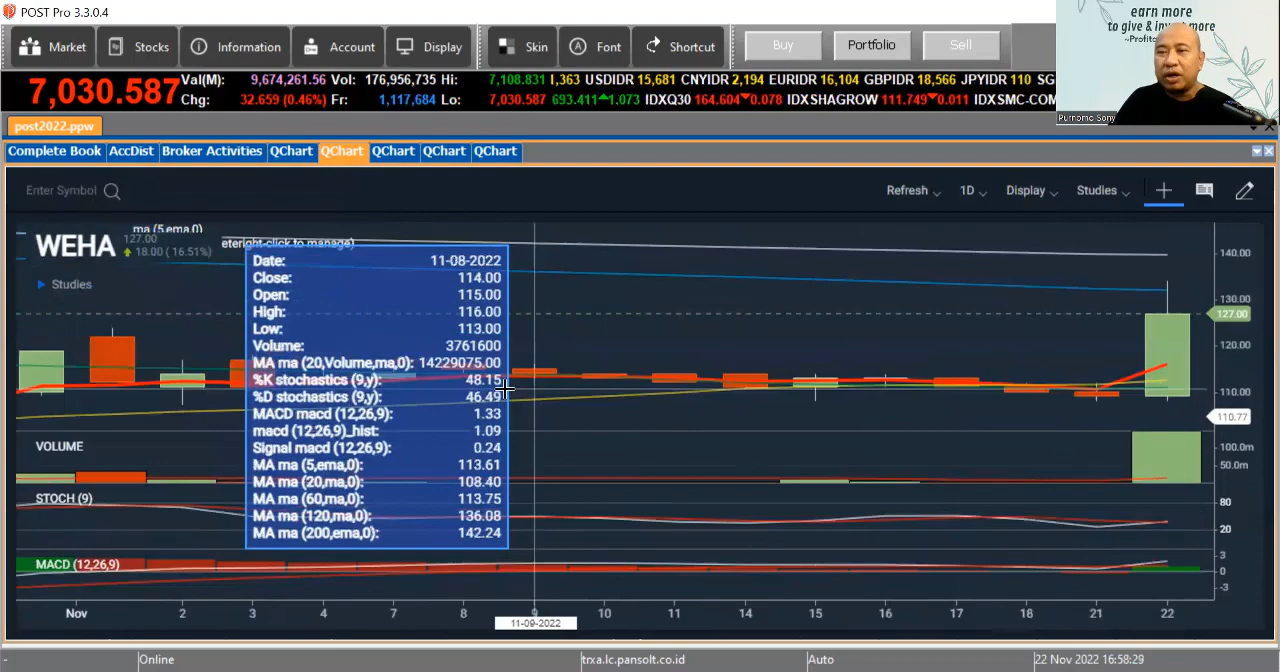 POST Pro 3.3.0.4
Market Stocks Information Account Display Skin Font Shortcut Buy Portfolio Sell
earn more
to give & invest more
~Profito
Purnomo Sony
7,030.587 Val(M): 9,674,261.56 Vol: 176,956,735 Hi: 7,108.831 1,363 USDIDR 15,681 CNYIDR 2,194 EURIDR 16,104 GBPIDR 18,566 JPYIDR 110 SG
Chg: 32.659 (0.46%) Fr: 1,117,684 Lo: 7,030.587 693.411▲1.073 IDXQ30 164.604▼0.078 IDXSHAGROW 111.749▼0.011 IDXSMC-COM
post2022.ppw
Complete Book AccDist Broker Activities QChart QChart QChart QChart QChart
Enter Symbol Refresh 1D Display Studies
ma (5,ema,0)
WEHA 127.00
18.00 ( 16.51%)
eteright-click to manage)
Studies
Date: 11-08-2022
Close: 114.00
Open: 115.00
High: 116.00
Low: 113.00
Volume: 3761600
MA ma (20,Volume,ma,0): 14229075.00
%K stochastics (9,y): 48.15
%D stochastics (9,y): 46.49
MACD macd (12,26,9): 1.33
macd (12,26,9)_hist: 1.09
Signal macd (12,26,9): 0.24
MA ma (5,ema,0): 113.61
MA ma (20,ma,0): 108.40
MA ma (60,ma,0): 113.75
MA ma (120,ma,0): 136.08
MA ma (200,ema,0): 142.24
140.00
130.00
127.00
120.00
110.00
110.77
VOLUME
100.0m
50.0m
STOCH (9)
80
20
MACD (12,26,9)
3
0
-3
Nov 2 3 4 7 8 9 10 11 14 15 16 17 18 21 22
11-09-2022
- Online trxa.lc.pansolt.co.id Auto 22 Nov 2022 16:58:29